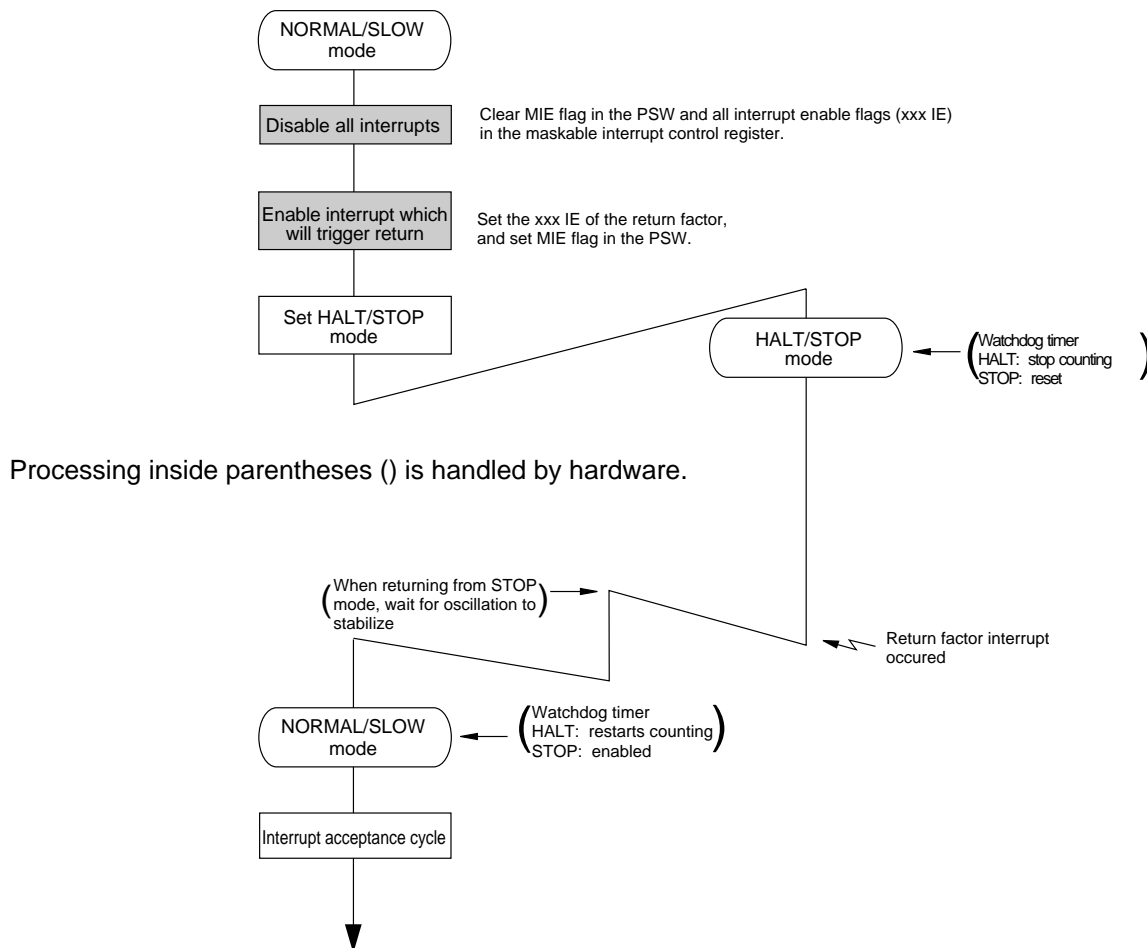 NORMAL/SLOW
mode
Disable all interrupts
Clear MIE flag in the PSW and all interrupt enable flags (xxx IE)
in the maskable interrupt control register.
Enable interrupt which
will trigger return
Set the xxx IE of the return factor,
and set MIE flag in the PSW.
Set HALT/STOP
mode
HALT/STOP
mode
(Watchdog timer
HALT: stop counting
STOP: reset)
Processing inside parentheses () is handled by hardware.
(When returning from STOP
mode, wait for oscillation to
stabilize)
Return factor interrupt
occured
NORMAL/SLOW
mode
(Watchdog timer
HALT: restarts counting
STOP: enabled)
Interrupt acceptance cycle